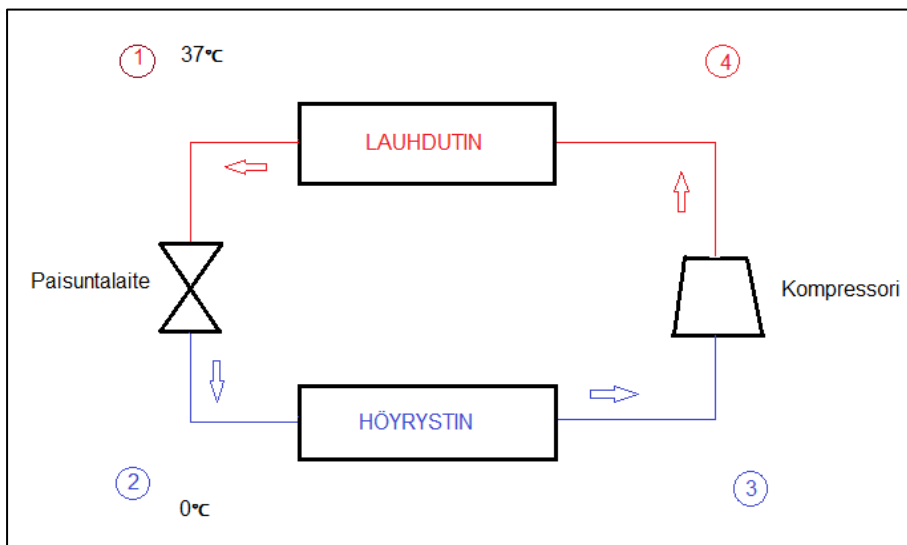 1 37℃ 4
LAUHDUTIN
Paisuntalaite
Kompressori
HÖYRYSTIN
2 3
0℃